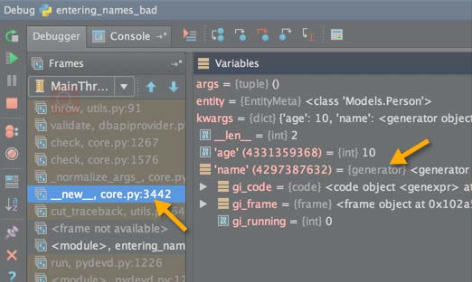 Debug entering_names_bad
Debugger
Console
Frames
MainThr...
throw, utils.py:91
validate, dbapiprovider.p
check, core.py:1267
check, core.py:1576
_normalize_args_, core.p
__new__, core.py:3442
cut_traceback, utils.py:6
<frame not available>
<module>, entering_nam
run, pydevd.py:1226
<module>, pydevd.py:
Variables
args = {tuple} ()
entity = {EntityMeta} <class 'Models.Person'>
kwargs = {dict} {'age': 10, 'name': <generator object
__len__ = {int} 2
'age' (4331359368) = {int} 10
'name' (4297387632) = {generator} <generator
gi_code = {code} <code object <genexpr> at
gi_frame = {frame} <frame object at 0x102a5
gi_running = {int} 0